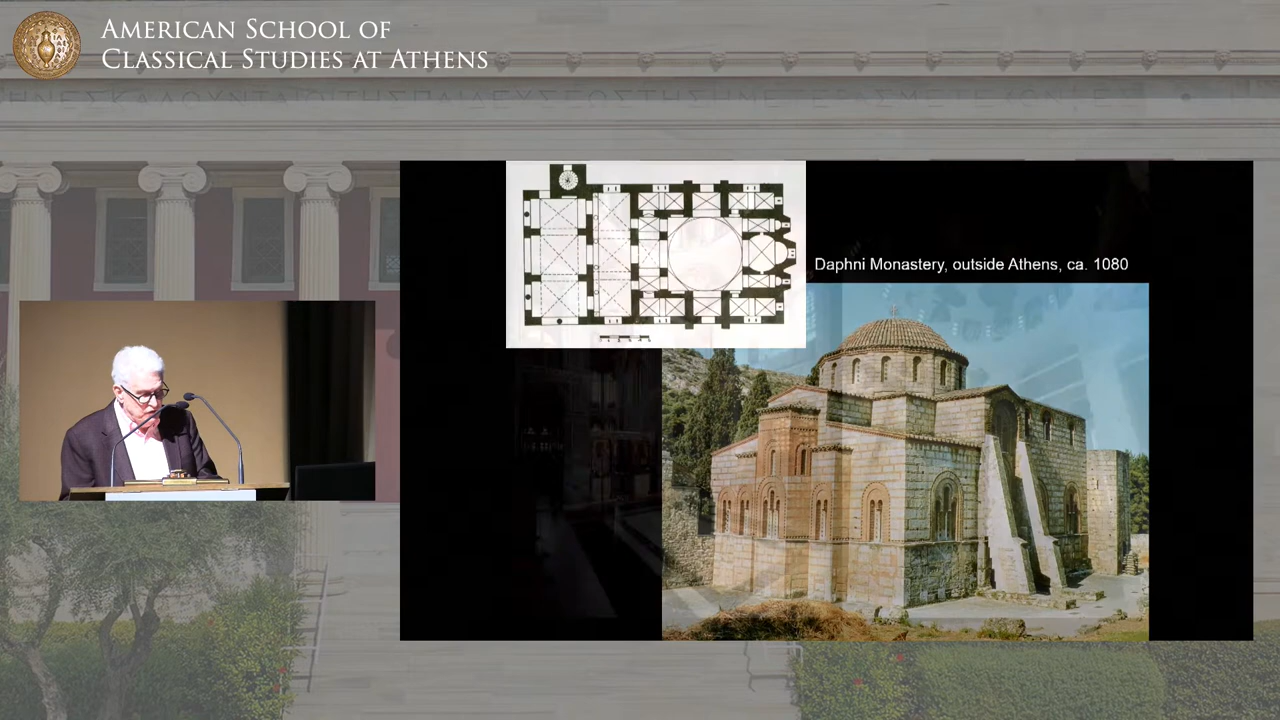 AMERICAN SCHOOL OF
CLASSICAL STUDIES AT ATHENS
Daphni Monastery, outside Athens, ca. 1080